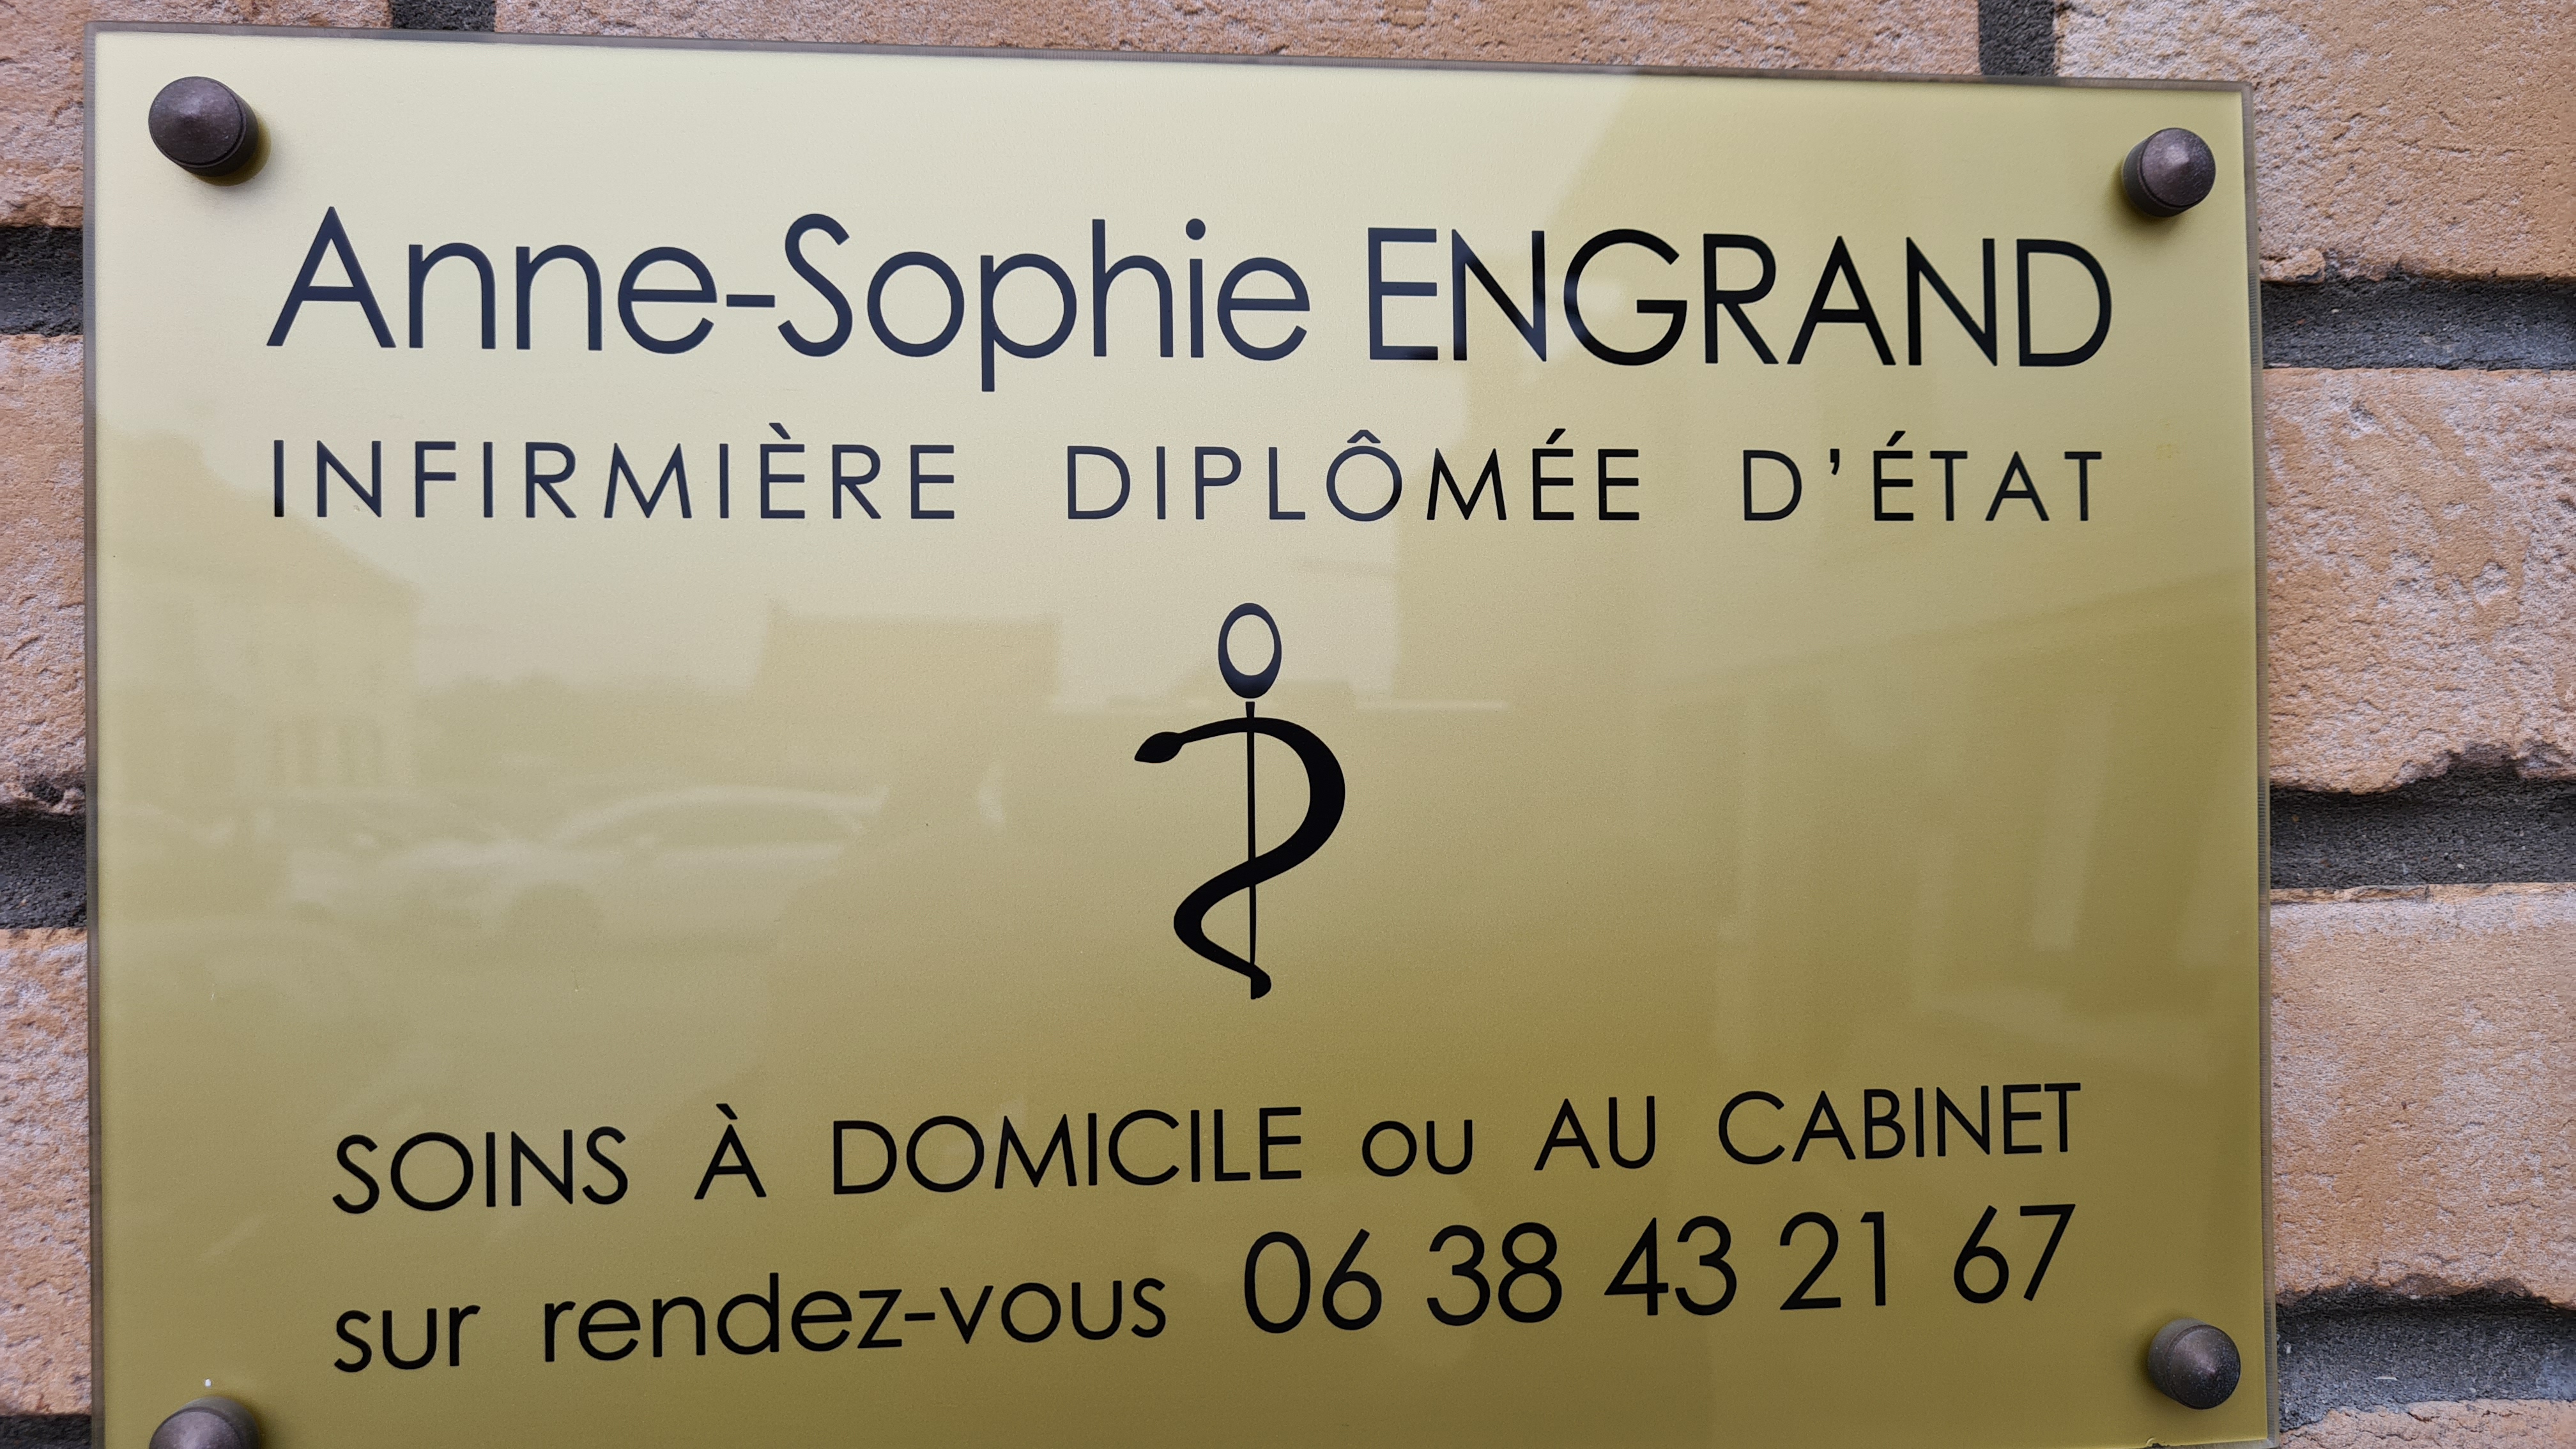 Anne-Sophie ENGRAND
INFIRMIÈRE DIPLÔMÉE D'ÉTAT
SOINS À DOMICILE ou AU CABINET
sur rendez-vous 06 38 43 21 67